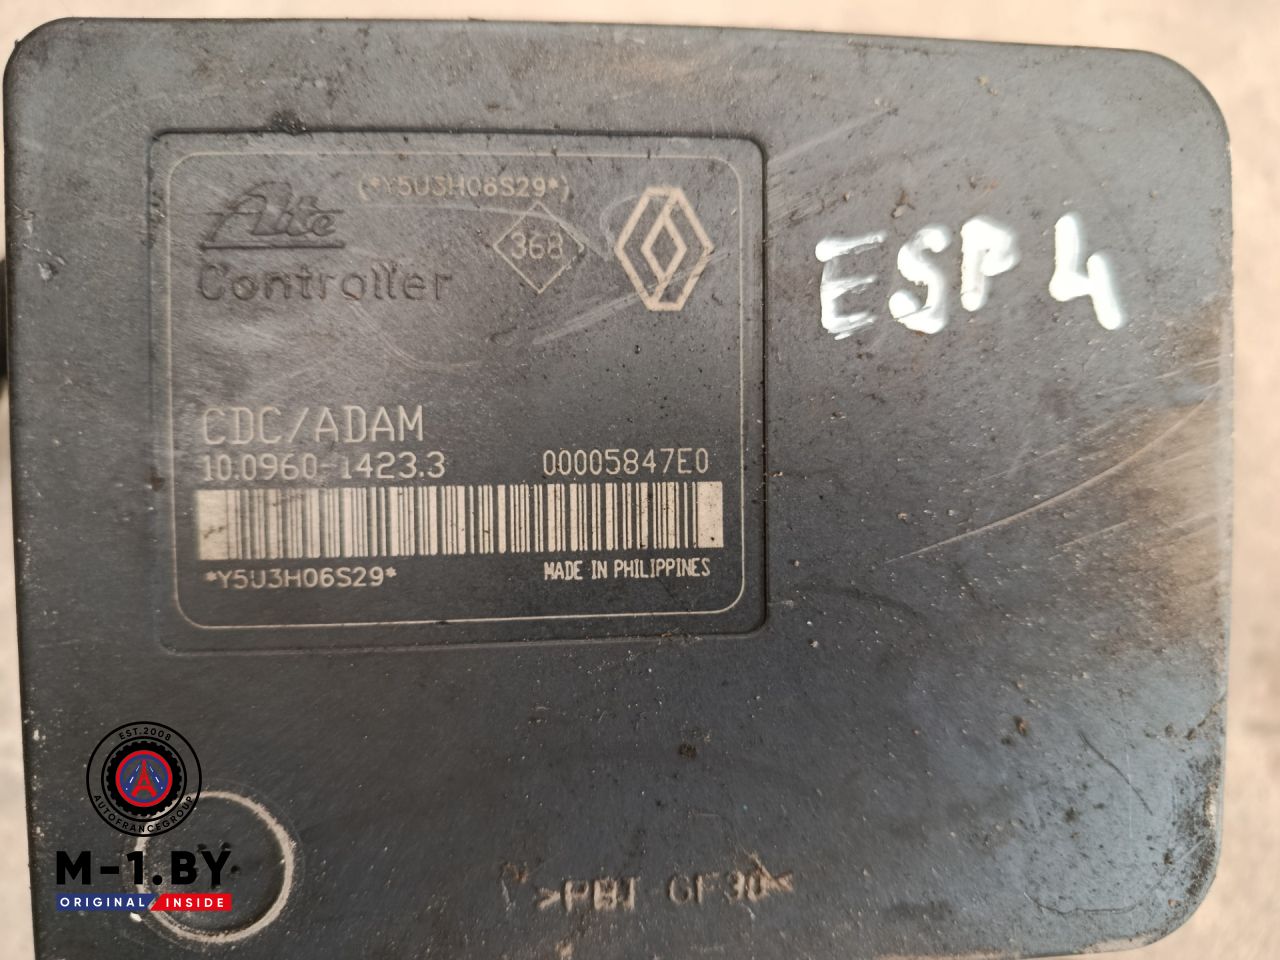 (*Y5U3H06S29*)
Ate
368
Controller
ESP 4
CDC/ADAM
10.0960-1423.3 00005847E0
*Y5U3H06S29* MADE IN PHILIPPINES
EST.2008
AUTOFRANCEGROUP
M-1.BY
ORIGINAL INSIDE
>PBT GF30<